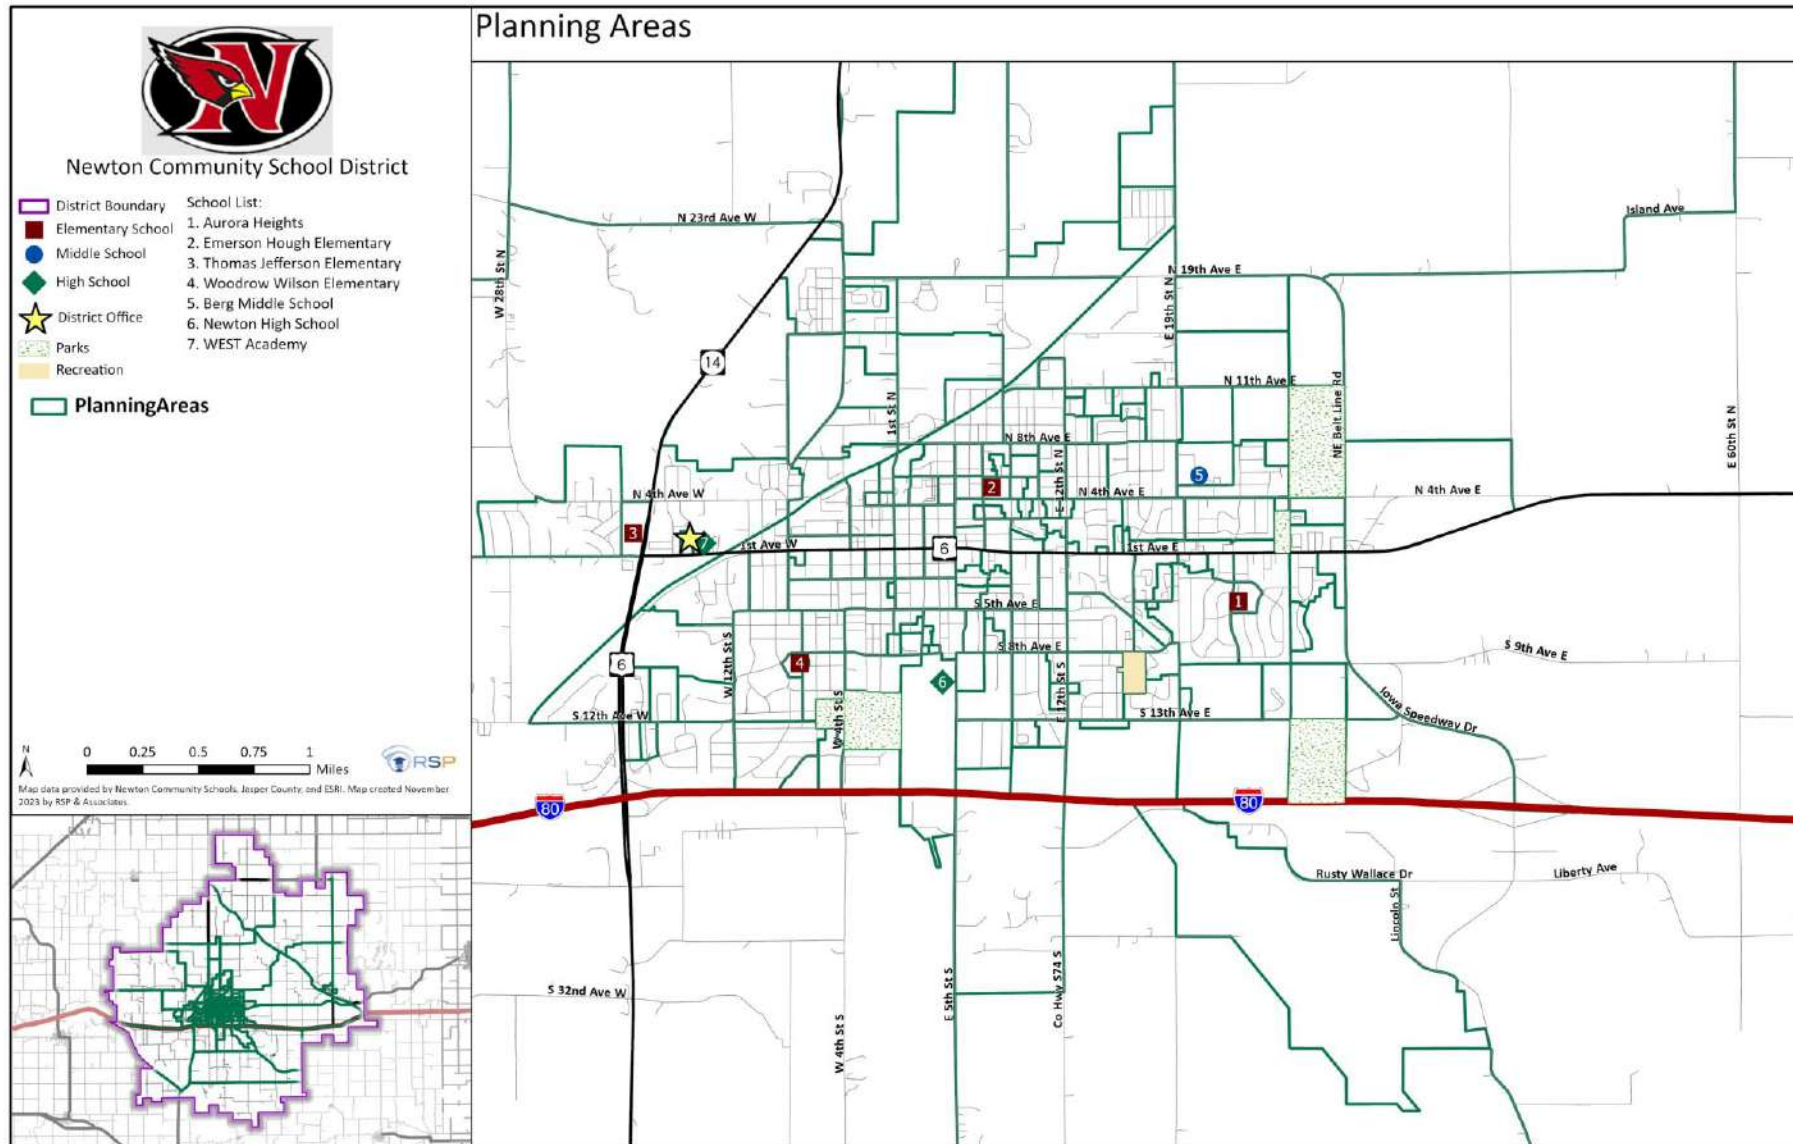 Planning Areas
N
Newton Community School District
District Boundary
Elementary School
Middle School
High School
District Office
Parks
Recreation
PlanningAreas
School List:
1. Aurora Heights
2. Emerson Hough Elementary
3. Thomas Jefferson Elementary
4. Woodrow Wilson Elementary
5. Berg Middle School
6. Newton High School
7. WEST Academy
N
0 0.25 0.5 0.75 1
Miles
RSP
Map data provided by Newton Community Schools, Jasper County, and ESRI. Map created November
2023 by RSP & Associates.
N 23rd Ave W
Island Ave
W 28th St N
N 19th Ave E
E 19th St N
14
N 11th Ave E
NE Belt Line Rd
1st St N
E 60th St N
N 8th Ave E
E 12th St N
5
2
N 4th Ave W
N 4th Ave E
N 4th Ave E
3
7
1st Ave W
6
1st Ave E
1
S 5th Ave E
S 8th Ave E
S 9th Ave E
6
W 12th St S
4
6
E 12th St S
W 4th St S
S 12th Ave W
S 13th Ave E
Iowa Speedway Dr
80
80
Rusty Wallace Dr
Liberty Ave
Lincoln St
S 32nd Ave W
E 5th St S
Co Hwy S74 S
W 4th St S